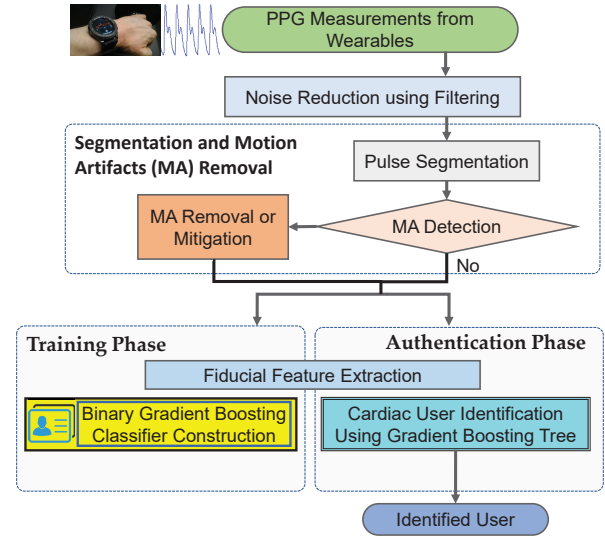 PPG Measurements from
Wearables
Noise Reduction using Filtering
Segmentation and Motion
Artifacts (MA) Removal
Pulse Segmentation
MA Removal or
Mitigation
MA Detection
No
Training Phase
Authentication Phase
Fiducial Feature Extraction
Binary Gradient Boosting
Classifier Construction
Cardiac User Identification
Using Gradient Boosting Tree
Identified User